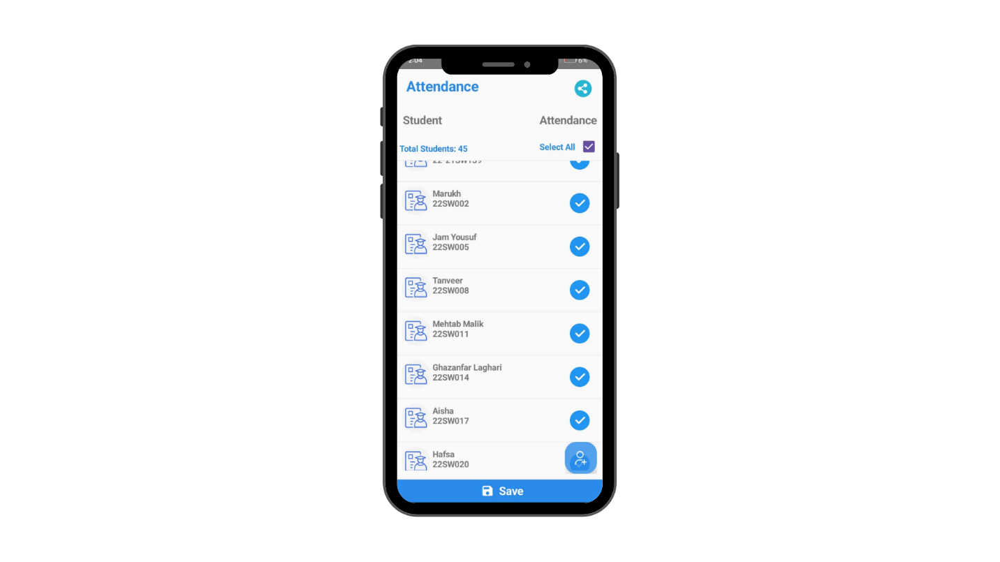 2:04
6%
Attendance
Student Attendance
Total Students: 45 Select All
Marukh
22SW002
Jam Yousuf
22SW005
Tanveer
22SW008
Mehtab Malik
22SW011
Ghazanfar Laghari
22SW014
Aisha
22SW017
Hafsa
22SW020
Save